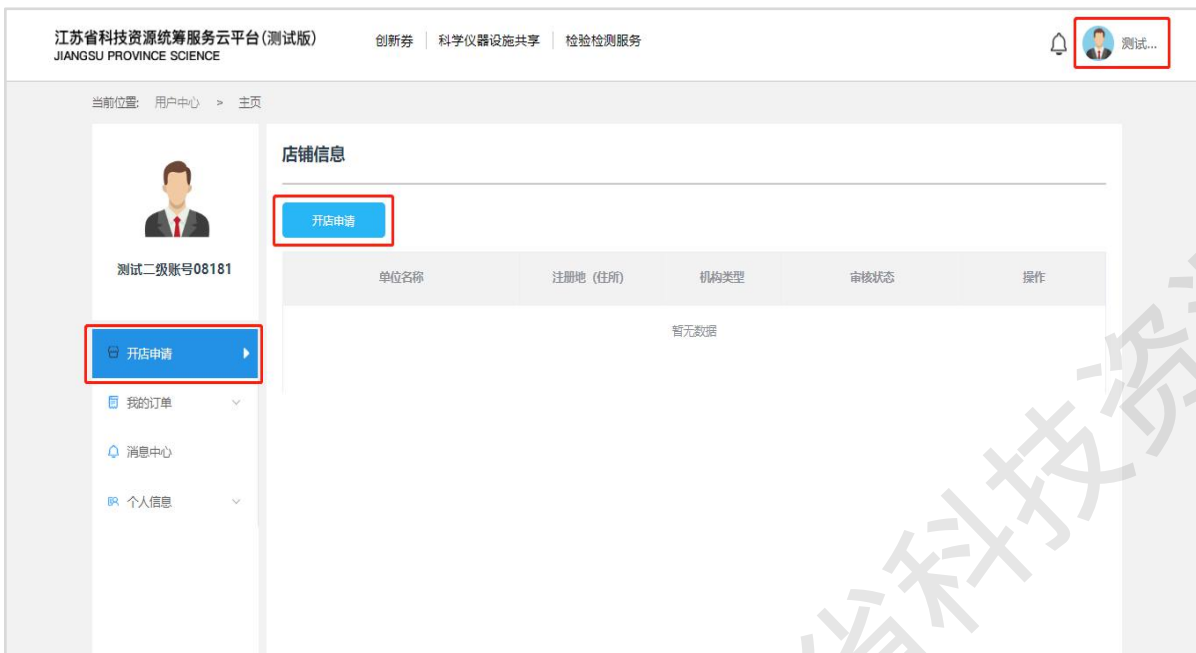 江苏省科技资源统筹服务云平台(测试版) 创新券 科学仪器设施共享 检验检测服务 测试...
JIANGSU PROVINCE SCIENCE
当前位置: 用户中心 > 主页
店铺信息
开店申请
测试二级账号08181
单位名称 注册地 (住所) 机构类型 审核状态 操作
暂无数据
开店申请
我的订单
消息中心
个人信息
省科技资